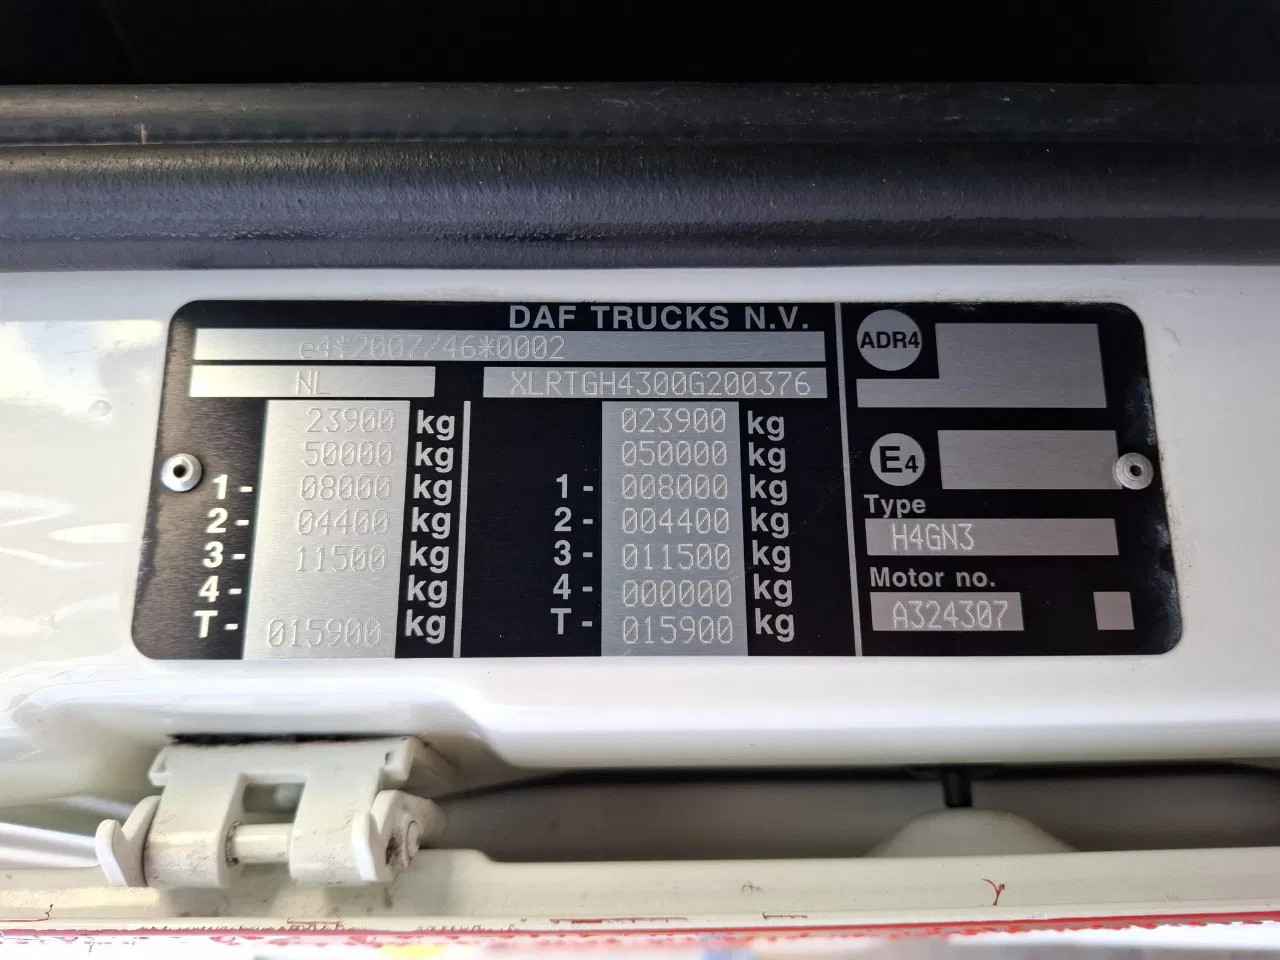 DAF TRUCKS N.V.
e4*2007/46*0002
NL XLRTGH4300G200376
23900 kg 023900 kg
50000 kg 050000 kg
1- 08000 kg 1- 008000 kg
2- 04400 kg 2- 004400 kg
3- 11500 kg 3- 011500 kg
4- kg 4- 000000 kg
T- 015900 kg T- 015900 kg
ADR4
E4
Type
H4GN3
Motor no.
A324307